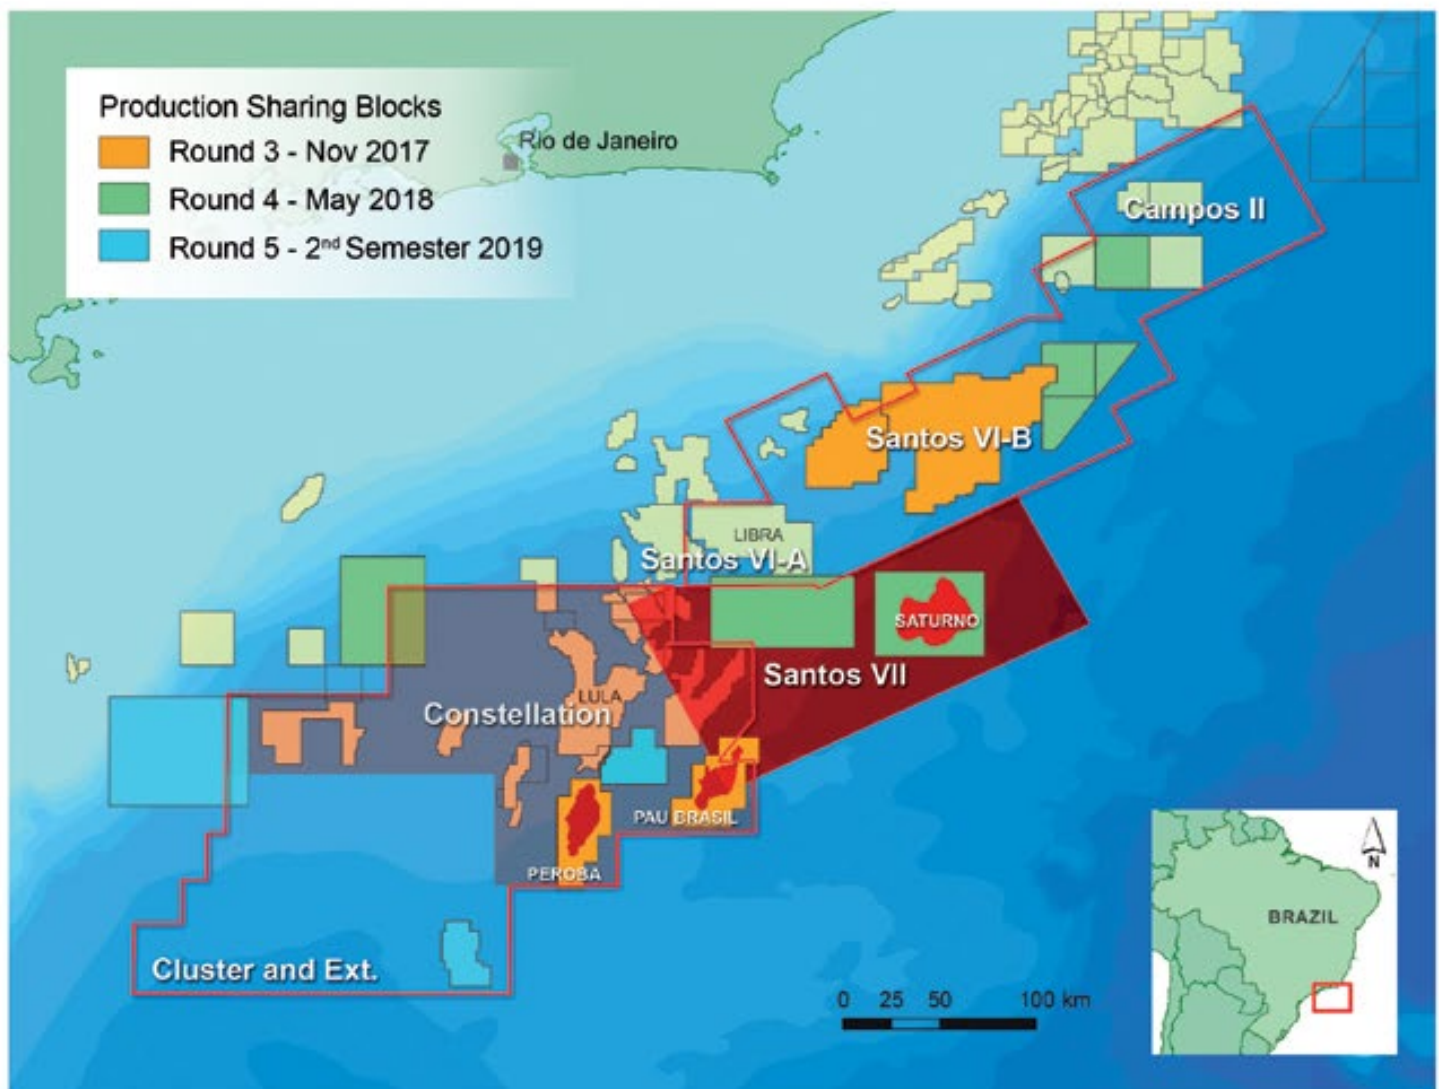 Production Sharing Blocks
Round 3 - Nov 2017
Round 4 - May 2018
Round 5 - 2nd Semester 2019
Rio de Janeiro
Campos II
Santos VI-B
LIBRA
Santos VI-A
SATURNO
Santos VII
LULA
Constellation
PAU BRASIL
PEROBA
Cluster and Ext.
N
BRAZIL
0 25 50 100 km